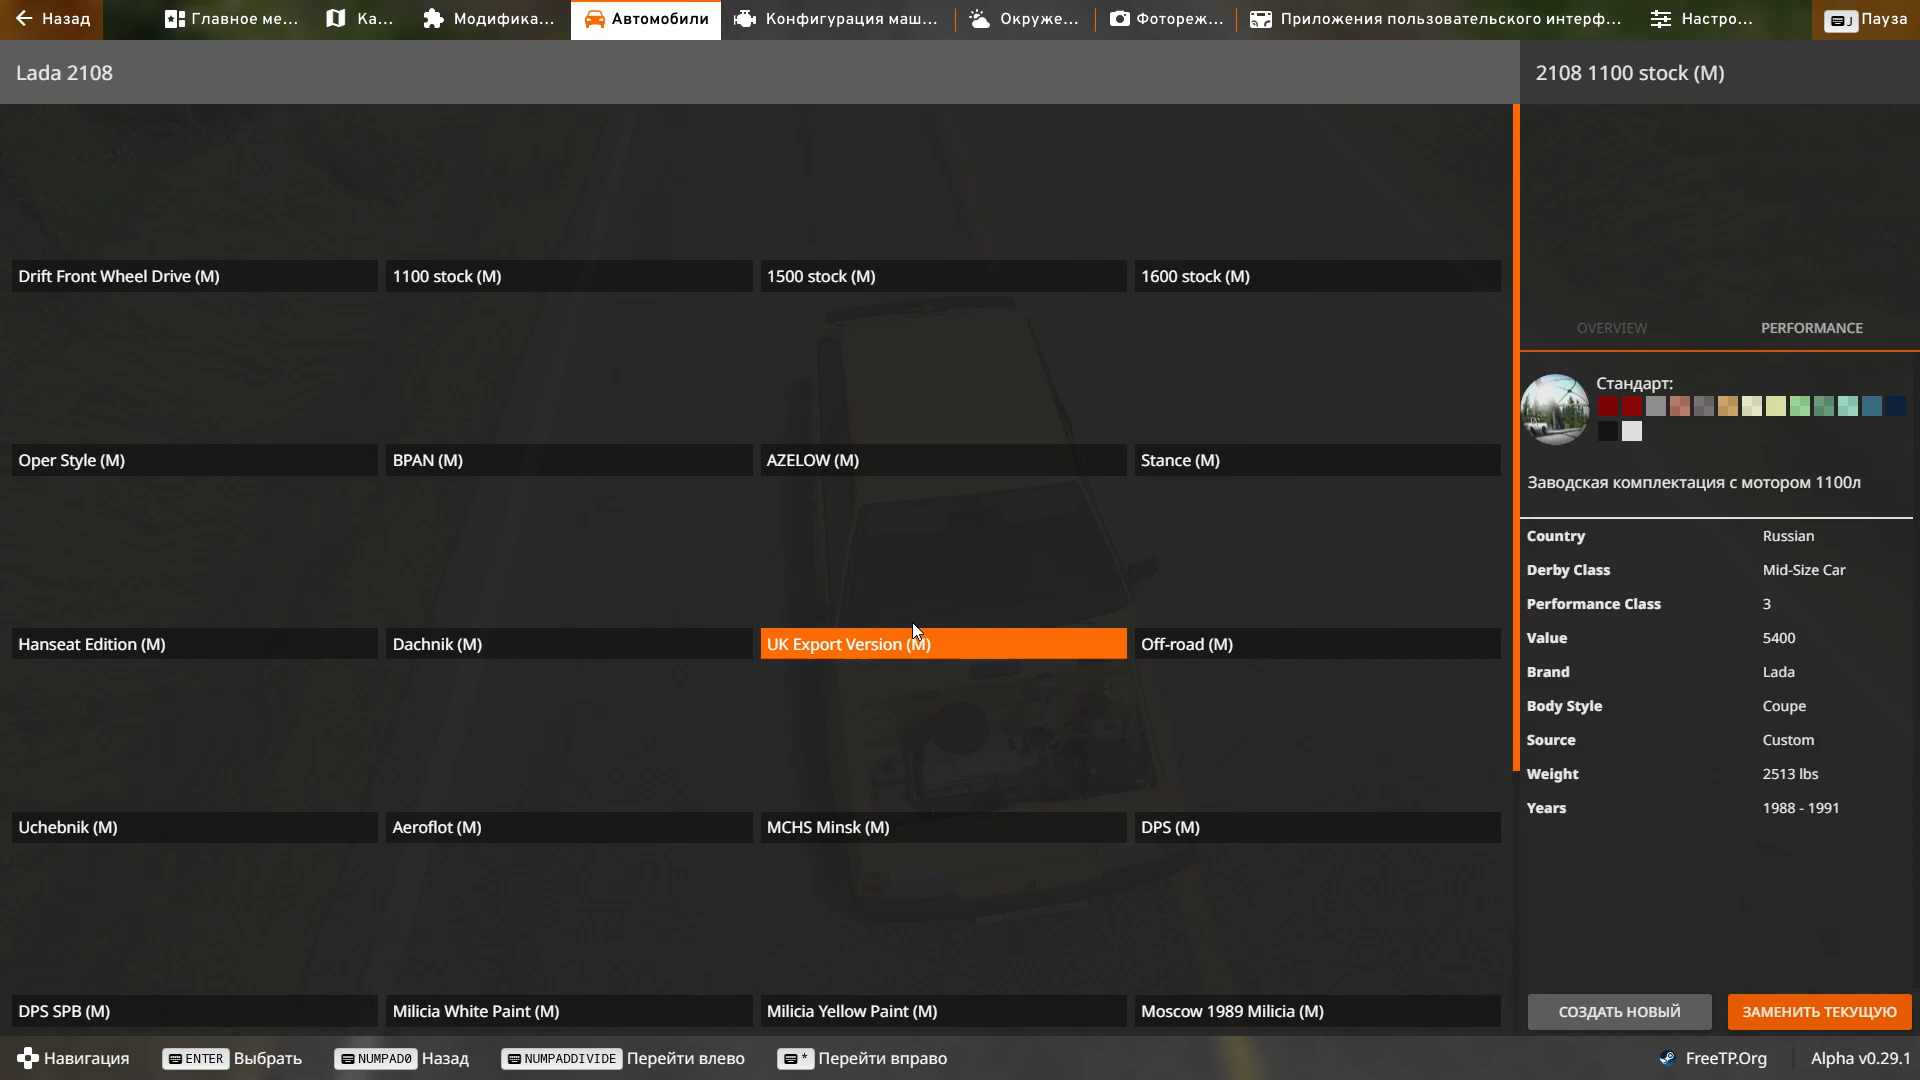 Назад
Главное ме...
Ка...
Модифика...
Автомобили
Конфигурация маш...
Окруже...
Фотореж...
Приложения пользовательского интерф...
Настро...
J Пауза
Lada 2108
2108 1100 stock (M)
Drift Front Wheel Drive (M)
1100 stock (M)
1500 stock (M)
1600 stock (M)
Oper Style (M)
BPAN (M)
AZELOW (M)
Stance (M)
Hanseat Edition (M)
Dachnik (M)
UK Export Version (M)
Off-road (M)
Uchebnik (M)
Aeroflot (M)
MCHS Minsk (M)
DPS (M)
DPS SPB (M)
Milicia White Paint (M)
Milicia Yellow Paint (M)
Moscow 1989 Milicia (M)
OVERVIEW
PERFORMANCE
Стандарт:
Заводская комплектация с мотором 1100л
Country Russian
Derby Class Mid-Size Car
Performance Class 3
Value 5400
Brand Lada
Body Style Coupe
Source Custom
Weight 2513 lbs
Years 1988 - 1991
СОЗДАТЬ НОВЫЙ
ЗАМЕНИТЬ ТЕКУЩУЮ
Навигация
ENTER Выбрать
NUMPAD0 Назад
NUMPADDIVIDE Перейти влево
* Перейти вправо
FreeTP.Org
Alpha v0.29.1